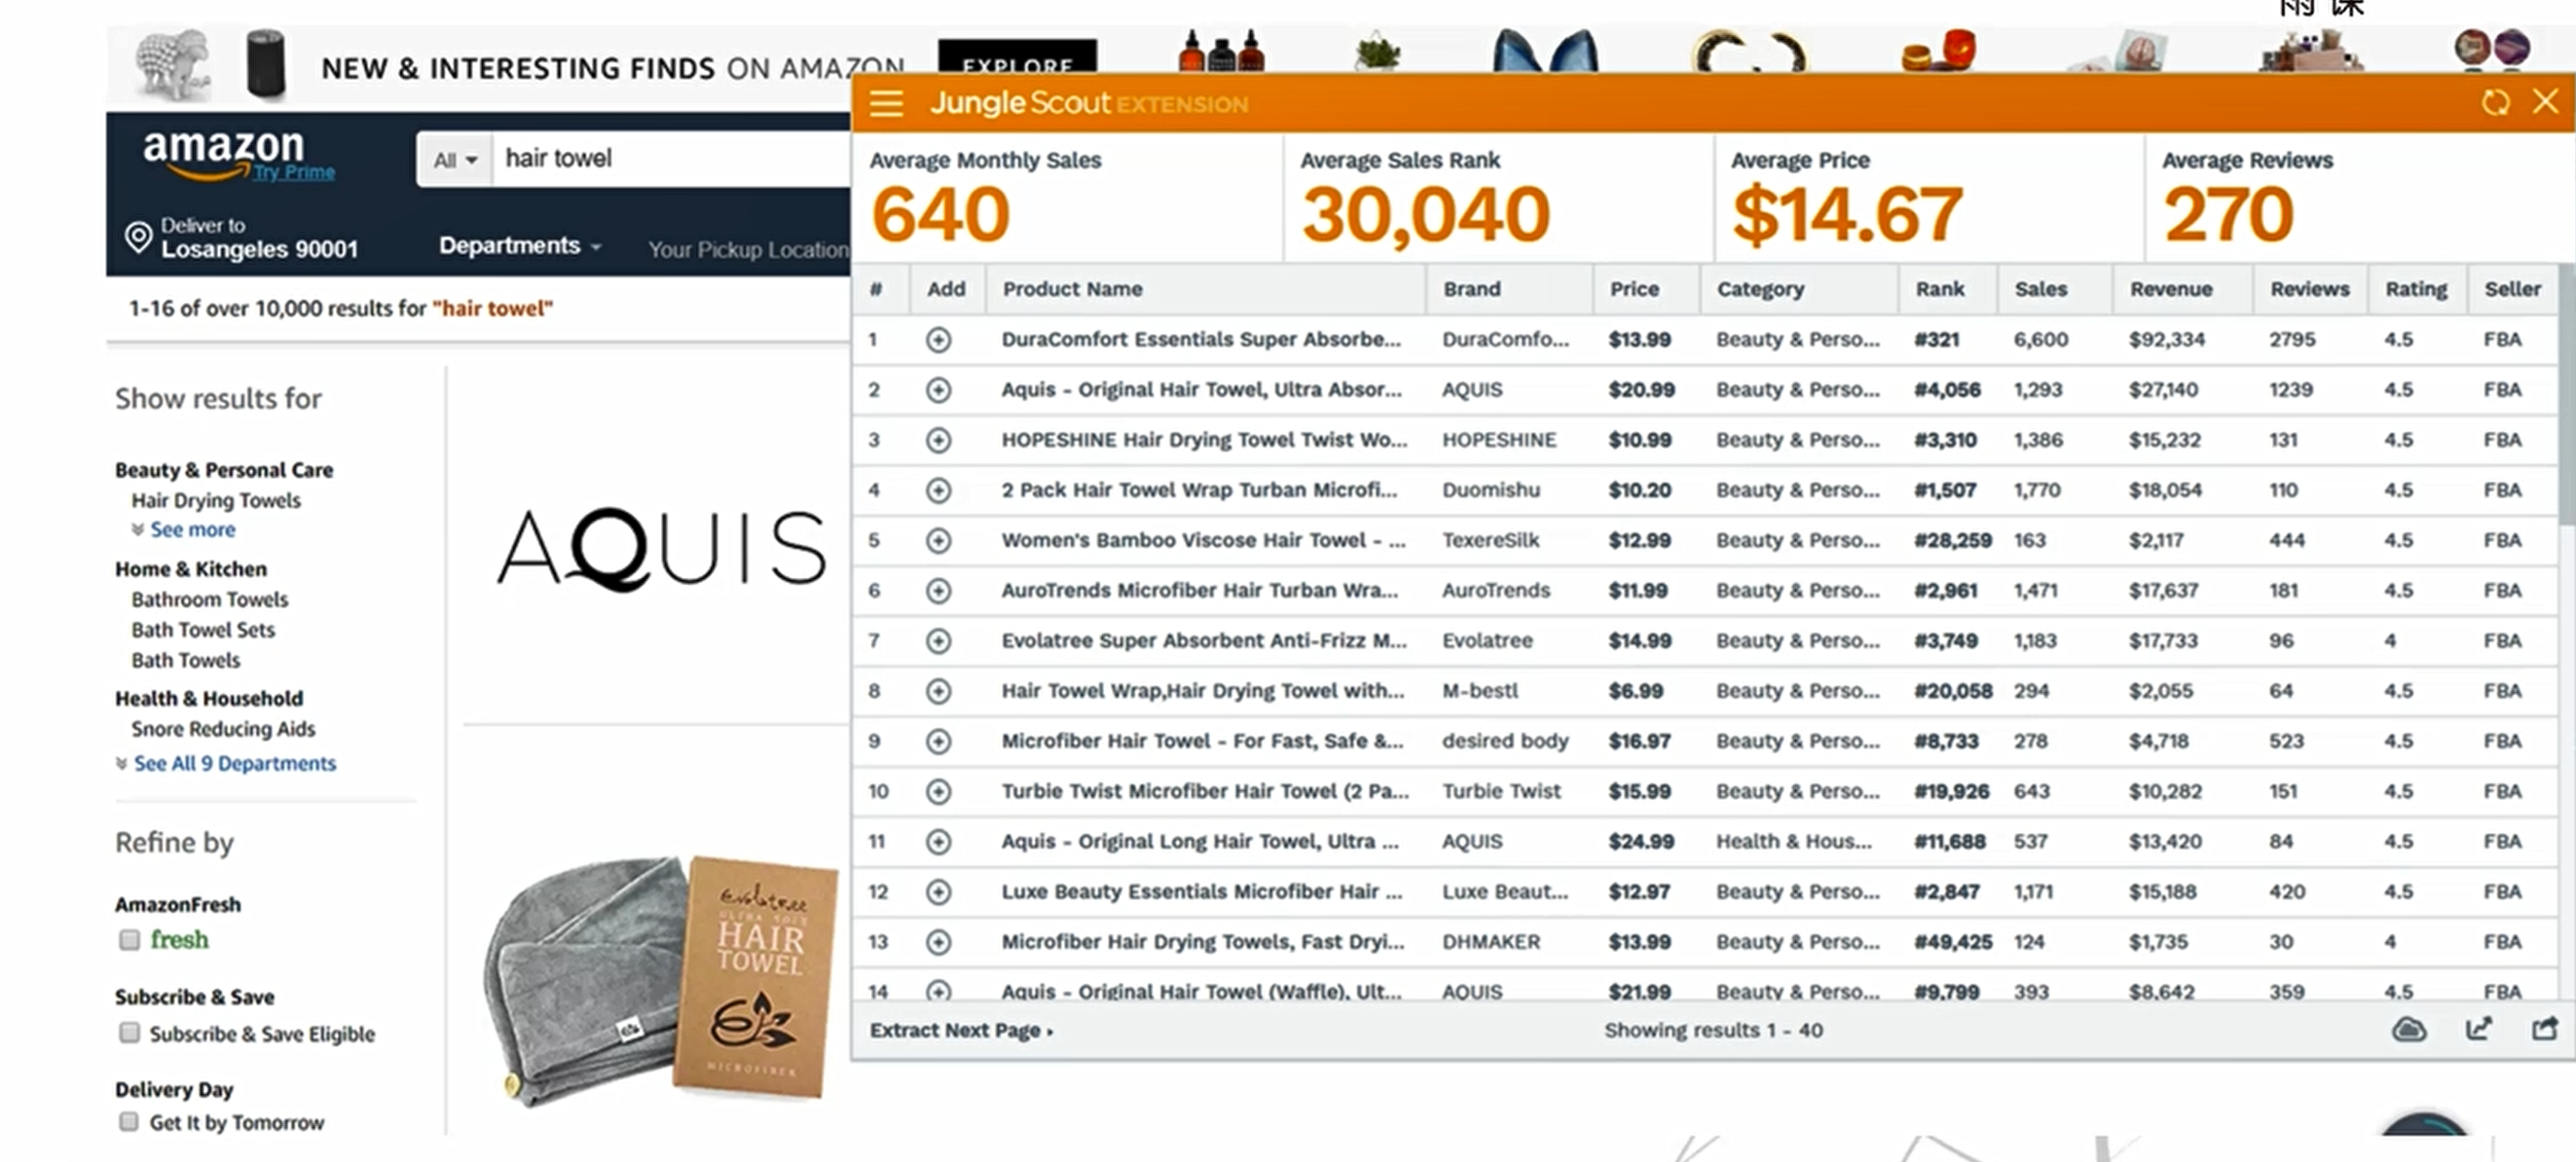 雨课
NEW & INTERESTING FINDS ON AMAZON
EXPLORE
Jungle Scout EXTENSION
amazon
Try Prime
All
hair towel
Deliver to
Losangeles 90001
Departments
Your Pickup Location
Average Monthly Sales
640
Average Sales Rank
30,040
Average Price
$14.67
Average Reviews
270
1-16 of over 10,000 results for "hair towel"
Show results for
Beauty & Personal Care
Hair Drying Towels
See more
Home & Kitchen
Bathroom Towels
Bath Towel Sets
Bath Towels
Health & Household
Snore Reducing Aids
See All 9 Departments
Refine by
AmazonFresh
fresh
Subscribe & Save
Subscribe & Save Eligible
Delivery Day
Get It by Tomorrow
AQUIS
Evolatree
ULTRA SOFT
HAIR
TOWEL
MICROFIBER
# Add Product Name Brand Price Category Rank Sales Revenue Reviews Rating Seller
1 DuraComfort Essentials Super Absorbe... DuraComfo... $13.99 Beauty & Perso... #321 6,600 $92,334 2795 4.5 FBA
2 Aquis - Original Hair Towel, Ultra Absor... AQUIS $20.99 Beauty & Perso... #4,056 1,293 $27,140 1239 4.5 FBA
3 HOPESHINE Hair Drying Towel Twist Wo... HOPESHINE $10.99 Beauty & Perso... #3,310 1,386 $15,232 131 4.5 FBA
4 2 Pack Hair Towel Wrap Turban Microfi... Duomishu $10.20 Beauty & Perso... #1,507 1,770 $18,054 110 4.5 FBA
5 Women's Bamboo Viscose Hair Towel - ... TexereSilk $12.99 Beauty & Perso... #28,259 163 $2,117 444 4.5 FBA
6 AuroTrends Microfiber Hair Turban Wra... AuroTrends $11.99 Beauty & Perso... #2,961 1,471 $17,637 181 4.5 FBA
7 Evolatree Super Absorbent Anti-Frizz M... Evolatree $14.99 Beauty & Perso... #3,749 1,183 $17,733 96 4 FBA
8 Hair Towel Wrap,Hair Drying Towel with... M-bestl $6.99 Beauty & Perso... #20,058 294 $2,055 64 4.5 FBA
9 Microfiber Hair Towel - For Fast, Safe &... desired body $16.97 Beauty & Perso... #8,733 278 $4,718 523 4.5 FBA
10 Turbie Twist Microfiber Hair Towel (2 Pa... Turbie Twist $15.99 Beauty & Perso... #19,926 643 $10,282 151 4.5 FBA
11 Aquis - Original Long Hair Towel, Ultra ... AQUIS $24.99 Health & Hous... #11,688 537 $13,420 84 4.5 FBA
12 Luxe Beauty Essentials Microfiber Hair ... Luxe Beaut... $12.97 Beauty & Perso... #2,847 1,171 $15,188 420 4.5 FBA
13 Microfiber Hair Drying Towels, Fast Dryi... DHMAKER $13.99 Beauty & Perso... #49,425 124 $1,735 30 4 FBA
14 Aquis - Original Hair Towel (Waffle), Ult... AQUIS $21.99 Beauty & Perso... #9,799 393 $8,642 359 4.5 FBA
Extract Next Page
Showing results 1 - 40